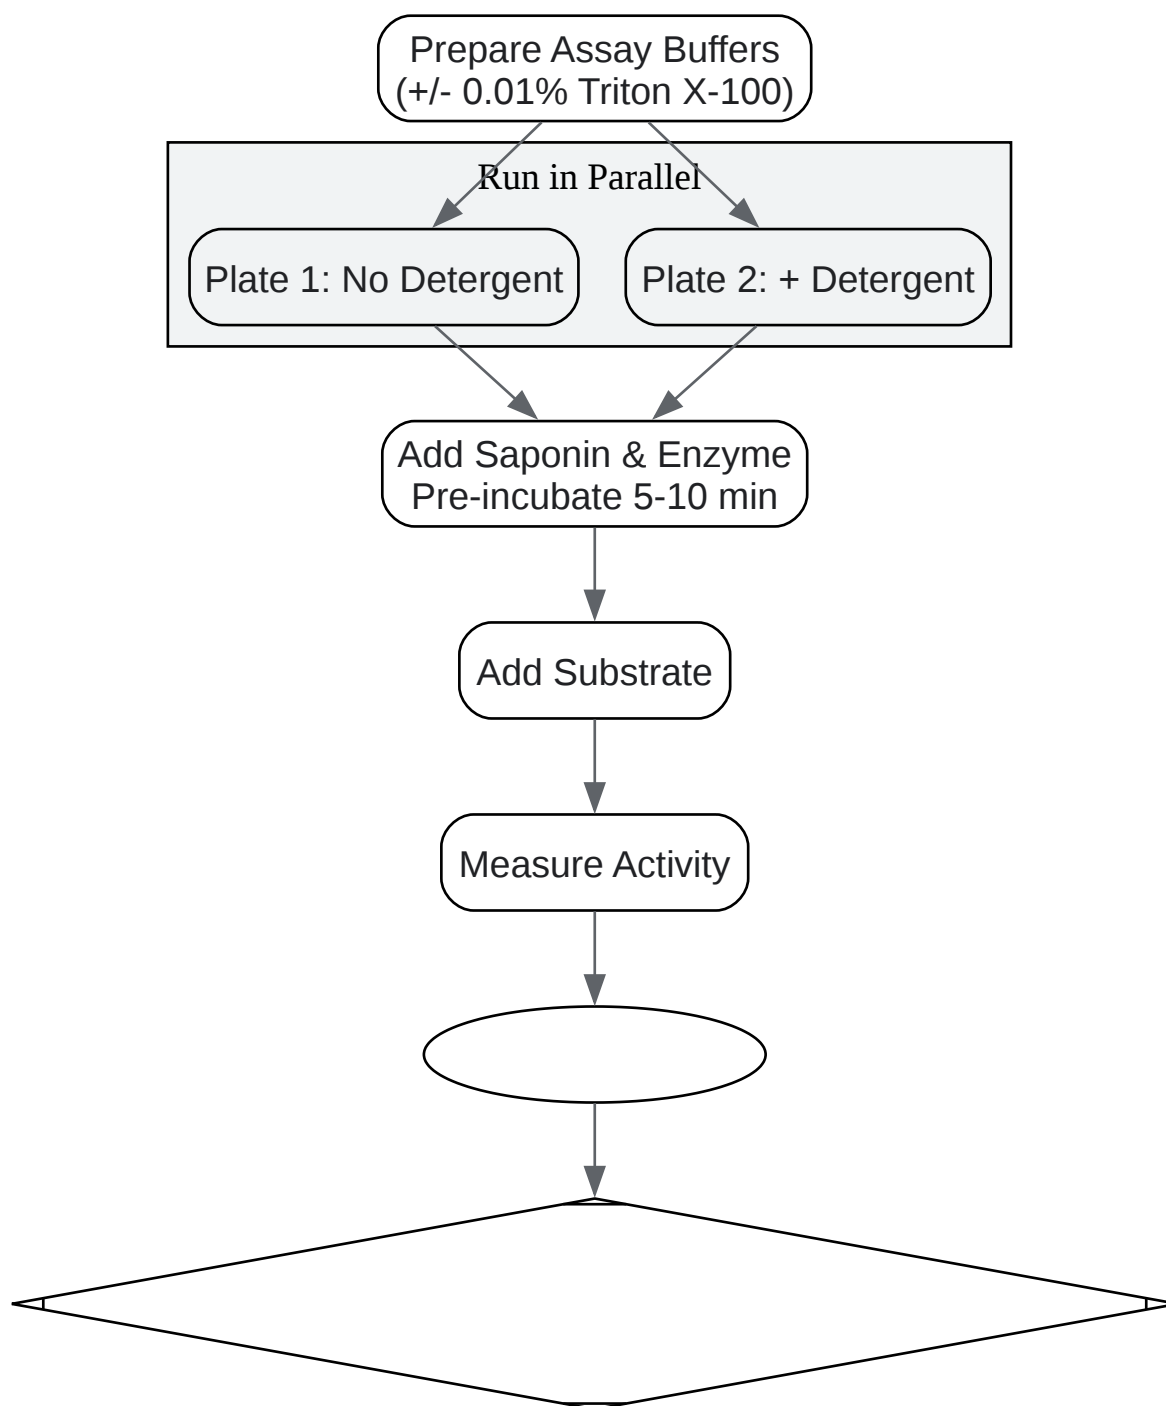 Prepare Assay Buffers
(+/- 0.01% Triton X-100)
Run in Parallel
Plate 1: No Detergent
Plate 2: + Detergent
Add Saponin & Enzyme
Pre-incubate 5-10 min
Add Substrate
Measure Activity